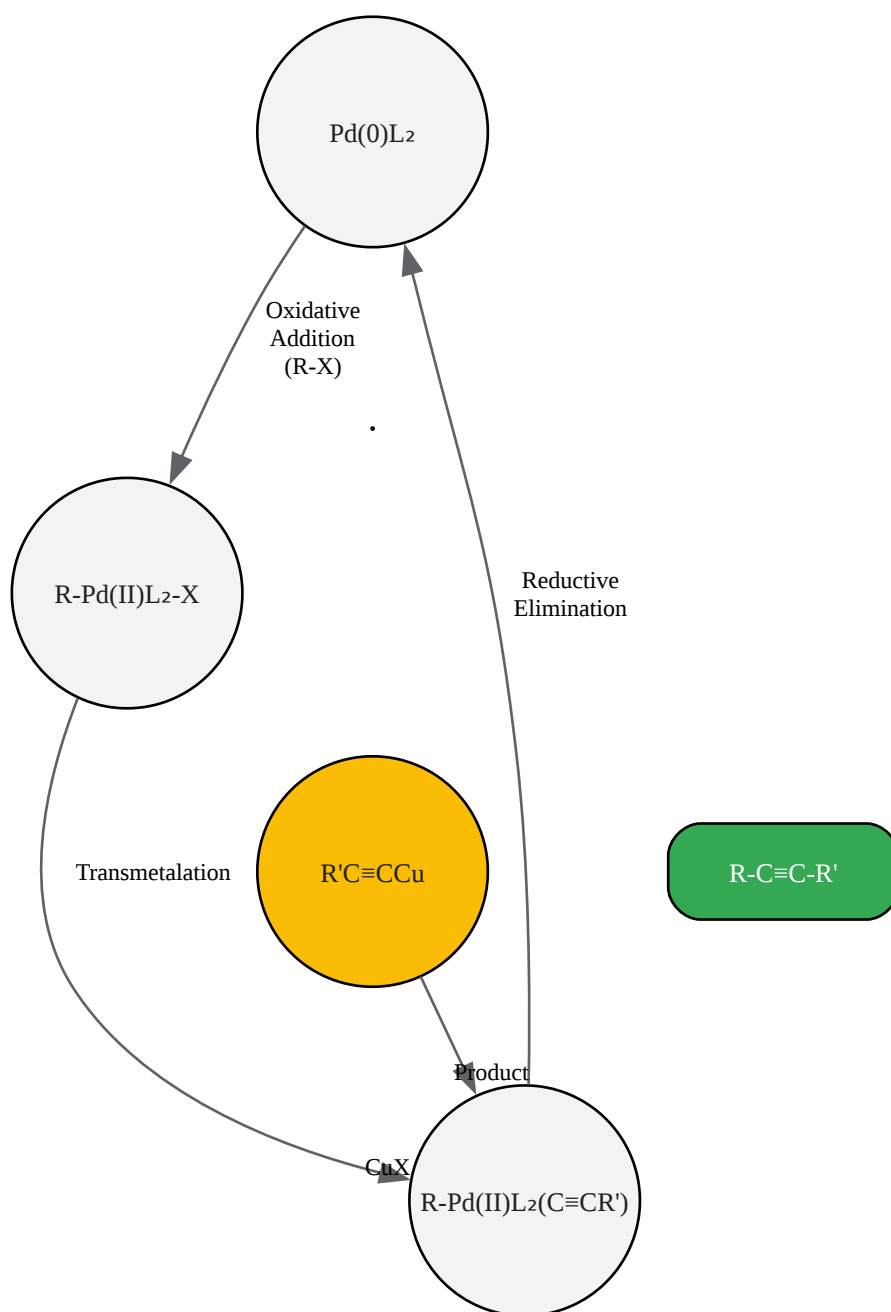 Pd(0)L₂
Oxidative
Addition
(R-X)
R-Pd(II)L₂-X
Reductive
Elimination
Transmetalation
R'C≡CCu
R-C≡C-R'
Product
CuX
R-Pd(II)L₂(C≡CR')